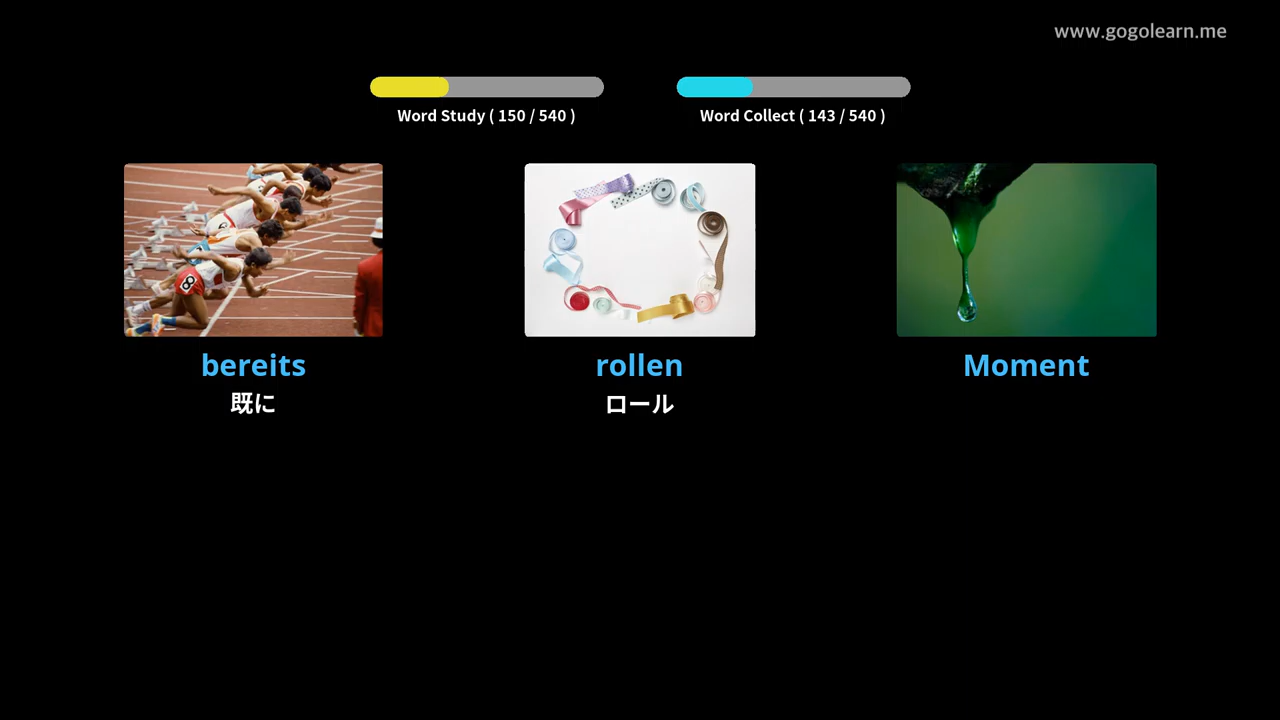 www.gogolearn.me
Word Study ( 150 / 540 )
Word Collect ( 143 / 540 )
8
bereits
rollen
Moment
既に
ロール